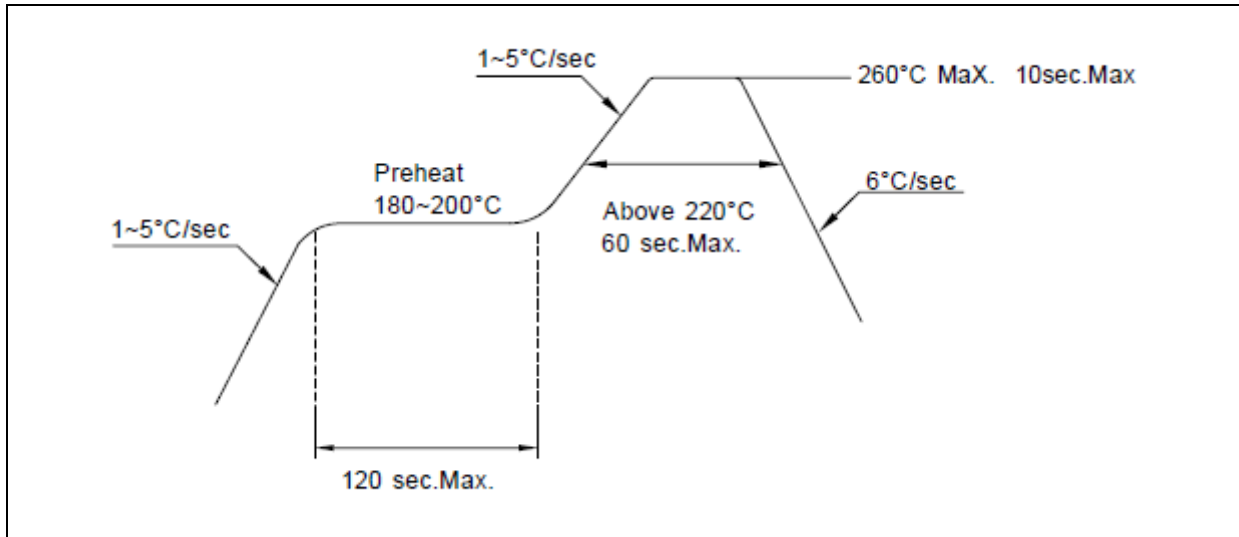 1~5°C/sec
260°C MaX. 10sec.Max
Preheat
180~200°C
6°C/sec
Above 220°C
60 sec.Max.
1~5°C/sec
120 sec.Max.